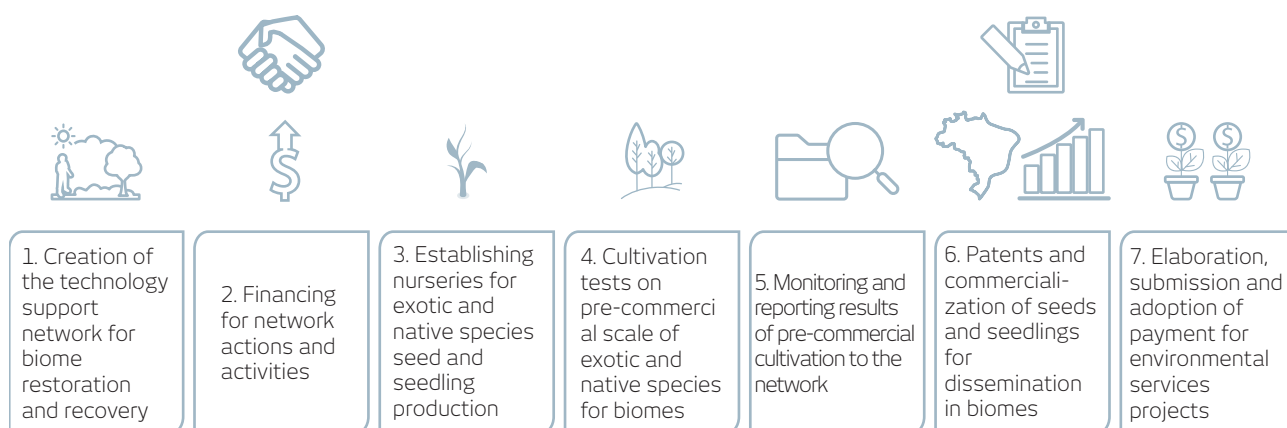 1. Creation of
the technology
support
network for
biome
restoration
and recovery
2. Financing
for network
actions and
activities
3. Establishing
nurseries for
exotic and
native species
seed and
seedling
production
4. Cultivation
tests on
pre-commerci
al scale of
exotic and
native species
for biomes
5. Monitoring and
reporting results
of pre-commercial
cultivation to the
network
6. Patents and
commerciali-
zation of seeds
and seedlings
for
dissemination
in biomes
7. Elaboration,
submission and
adoption of
payment for
environmental
services
projects
$
$
$